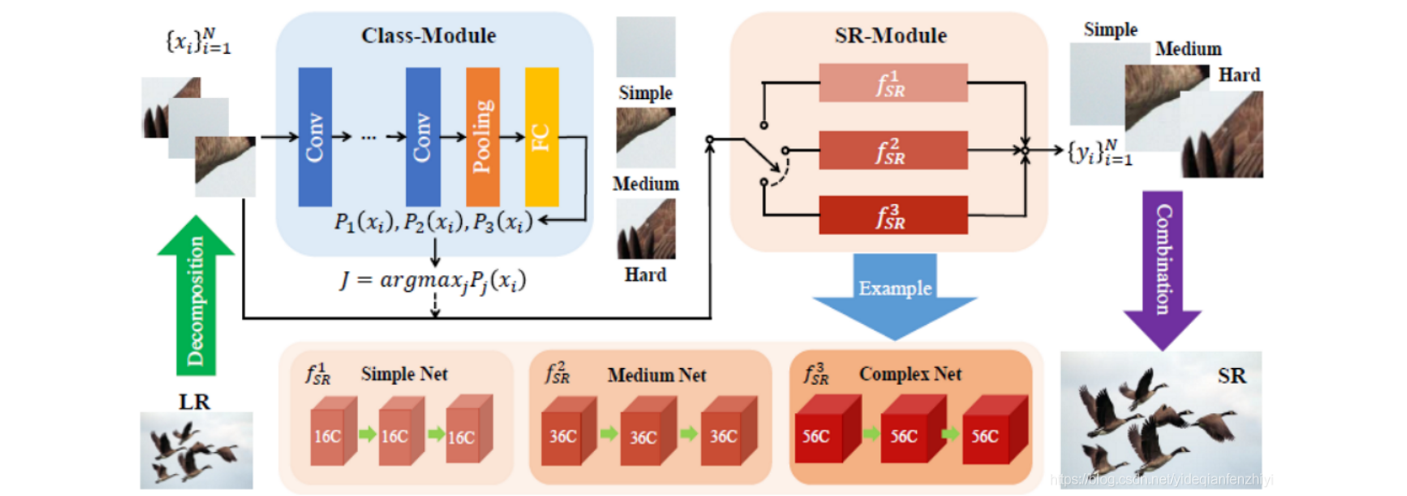 {x_i}_{i=1}^N
Class-Module
Conv
...
Conv
Pooling
FC
P_1(x_i), P_2(x_i), P_3(x_i)
J = argmax_j P_j(x_i)
Simple
Medium
Hard
SR-Module
f_{SR}^1
f_{SR}^2
f_{SR}^3
Simple
Medium
Hard
{y_i}_{i=1}^N
Decomposition
LR
Example
Combination
SR
f_{SR}^1 Simple Net
16C 16C 16C
f_{SR}^2 Medium Net
36C 36C 36C
f_{SR}^3 Complex Net
56C 56C 56C
https://blog.csdn.net/yideqianfenzhiyi